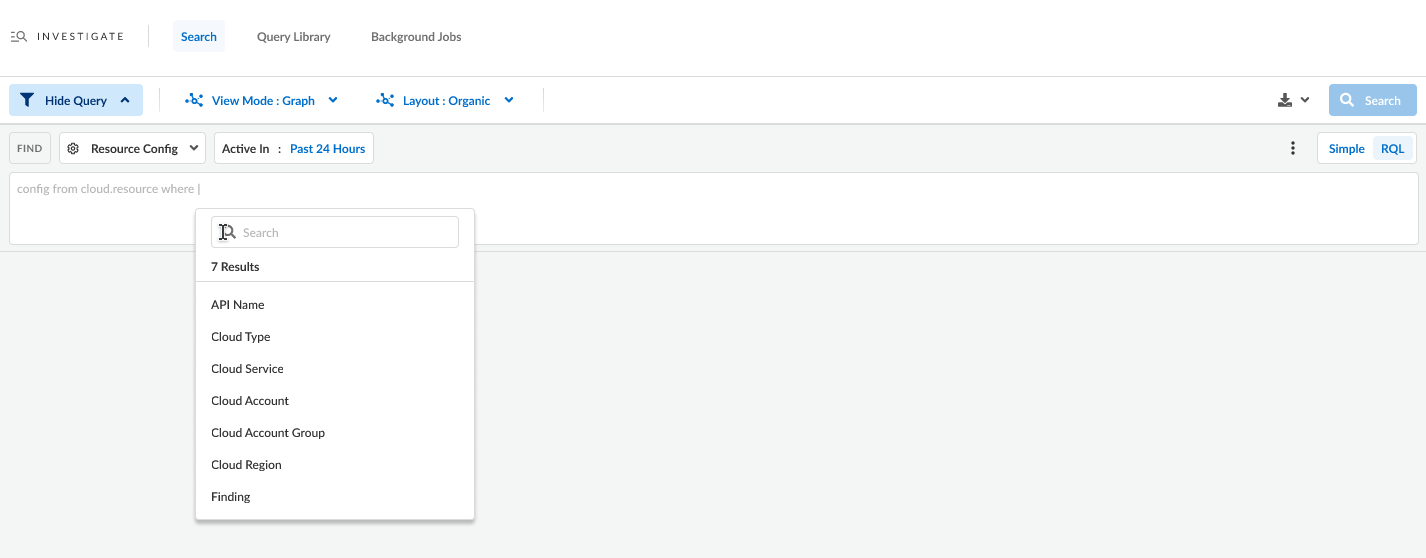 INVESTIGATE Search Query Library Background Jobs
Hide Query View Mode : Graph Layout : Organic Search
FIND Resource Config Active In : Past 24 Hours Simple RQL
config from cloud.resource where |
Search
7 Results
API Name
Cloud Type
Cloud Service
Cloud Account
Cloud Account Group
Cloud Region
Finding